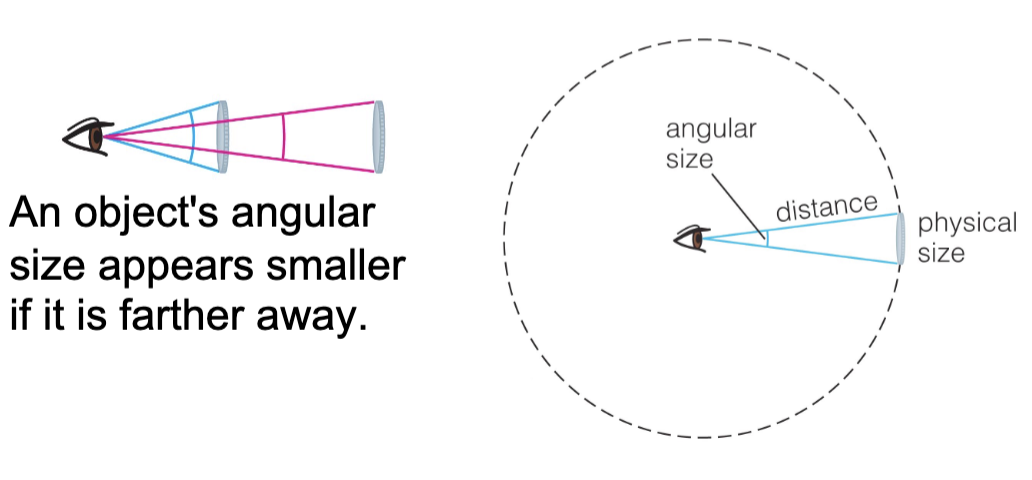 An object's angular
size appears smaller
if it is farther away.
angular
size
distance
physical
size